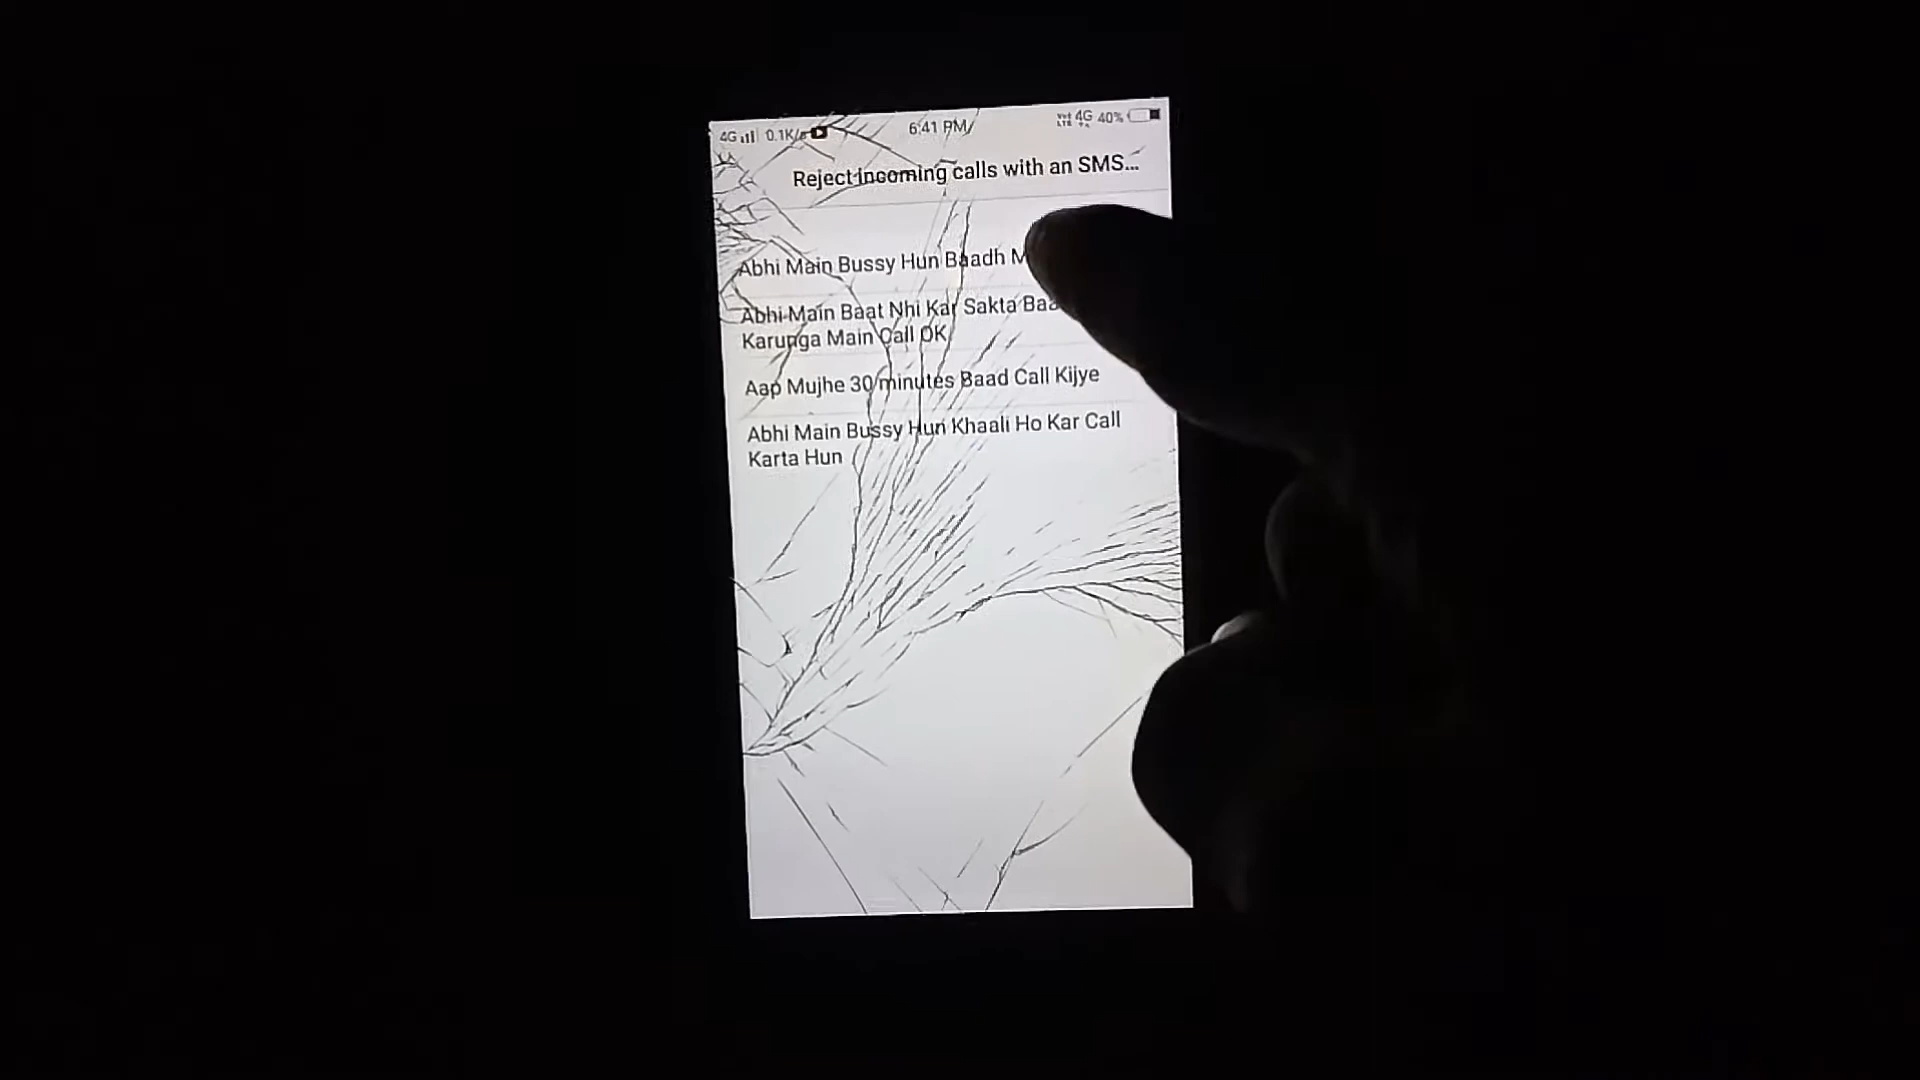 4G 0.1K/s 6:41 PM VoLTE 4G 40%
Reject incoming calls with an SMS...
Abhi Main Bussy Hun Baadh
Abhi Main Baat Nhi Kar Sakta
Karunga Main Call OK
Aap Mujhe 30 minutes Baad Call Kijye
Abhi Main Bussy Hun Khaali Ho Kar Call
Karta Hun